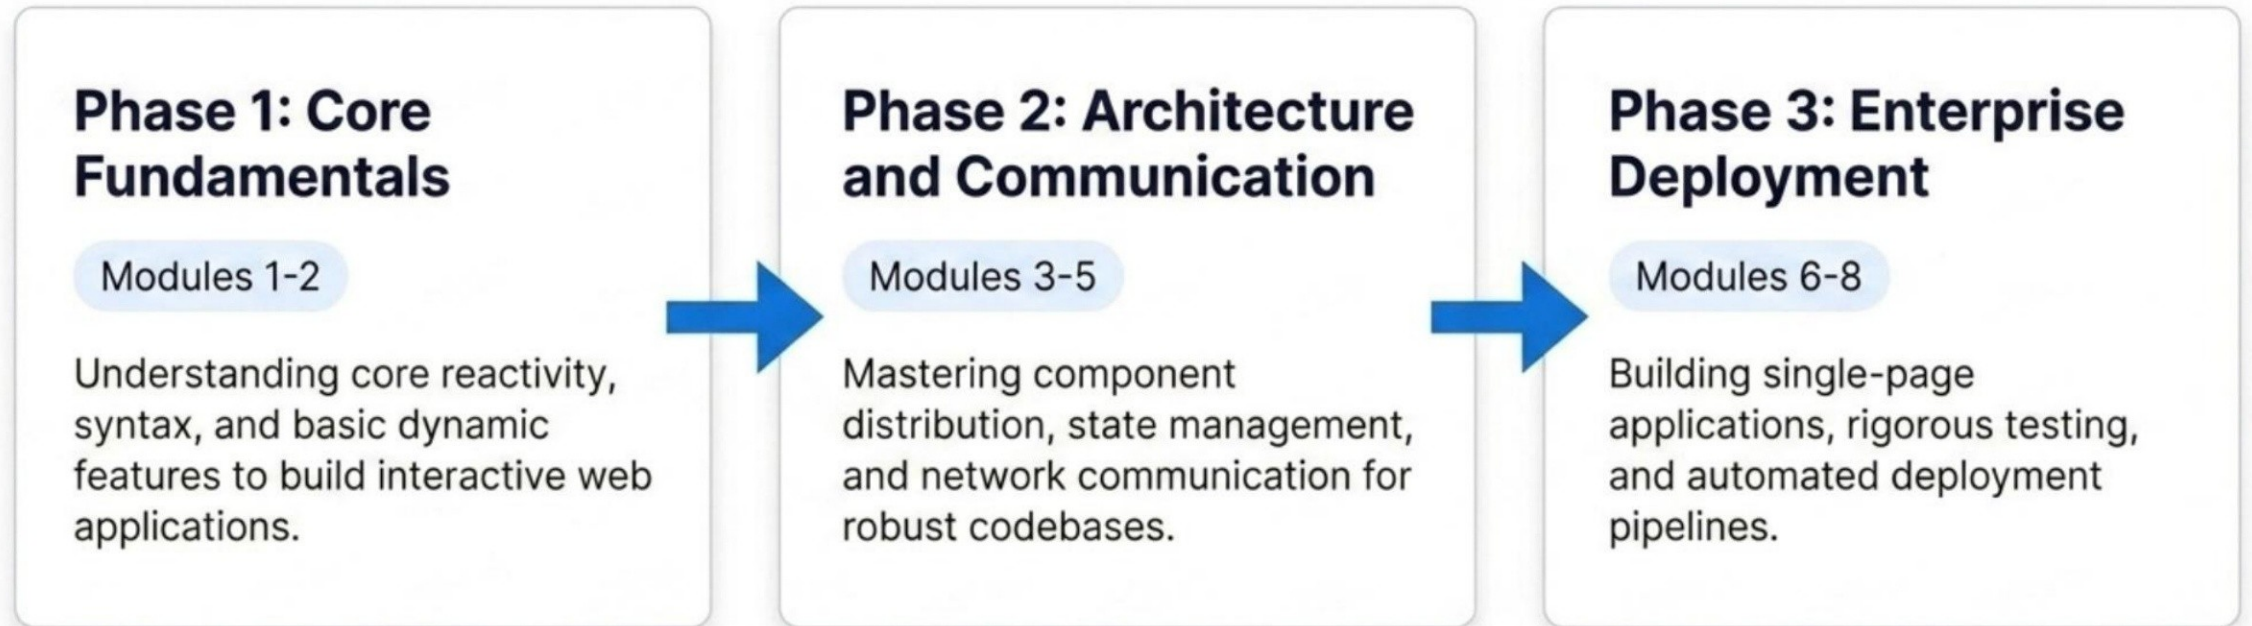 Phase 1: Core
Fundamentals
Modules 1-2
Understanding core reactivity,
syntax, and basic dynamic
features to build interactive web
applications.
Phase 2: Architecture
and Communication
Modules 3-5
Mastering component
distribution, state management,
and network communication for
robust codebases.
Phase 3: Enterprise
Deployment
Modules 6-8
Building single-page
applications, rigorous testing,
and automated deployment
pipelines.